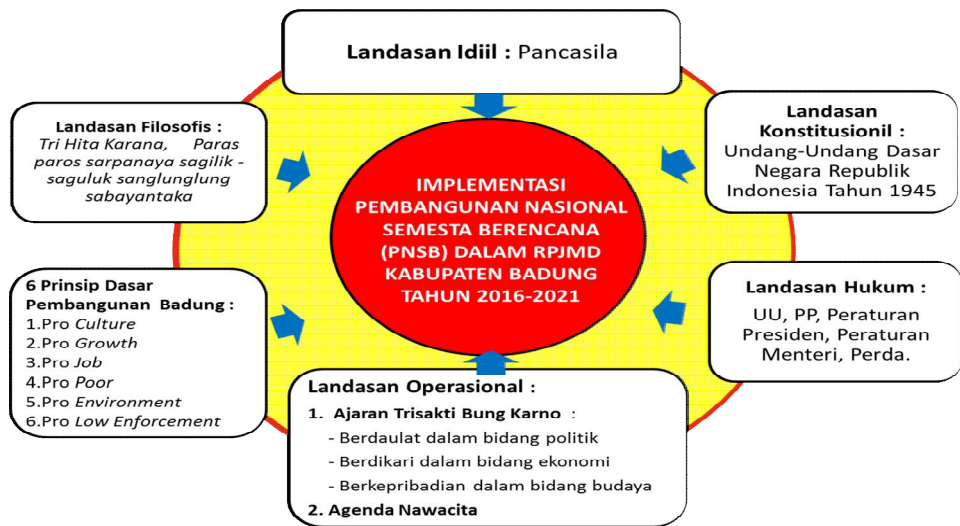 Landasan Idiil : Pancasila
Landasan Filosofis :
Tri Hita Karana, Paras
paros sarpanaya sagilik -
saguluk sanglunglung
sabayantaka
Landasan
Konstitusionil :
Undang-Undang Dasar
Negara Republik
Indonesia Tahun 1945
IMPLEMENTASI
PEMBANGUNAN NASIONAL
SEMESTA BERENCANA
(PNSB) DALAM RPJMD
KABUPATEN BADUNG
TAHUN 2016-2021
6 Prinsip Dasar
Pembangunan Badung :
1.Pro Culture
2.Pro Growth
3.Pro Job
4.Pro Poor
5.Pro Environment
6.Pro Low Enforcement
Landasan Hukum :
UU, PP, Peraturan
Presiden, Peraturan
Menteri, Perda.
Landasan Operasional :
1. Ajaran Trisakti Bung Karno :
- Berdaulat dalam bidang politik
- Berdikari dalam bidang ekonomi
- Berkepribadian dalam bidang budaya
2. Agenda Nawacita